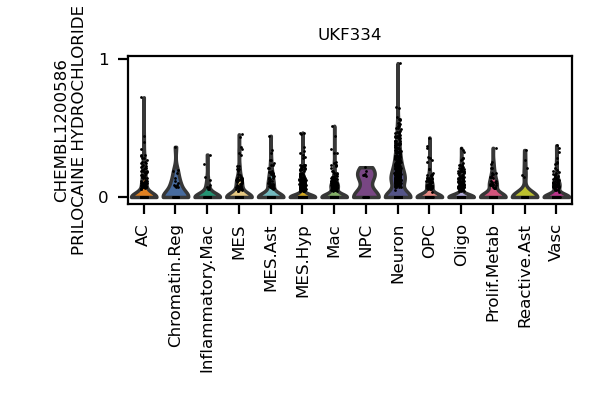 UKF334
CHEMBL1200586
PRILOCAINE HYDROCHLORIDE
1
0
AC
Chromatin.Reg
Inflammatory.Mac
MES
MES.Ast
MES.Hyp
Mac
NPC
Neuron
OPC
Oligo
Prolif.Metab
Reactive.Ast
Vasc